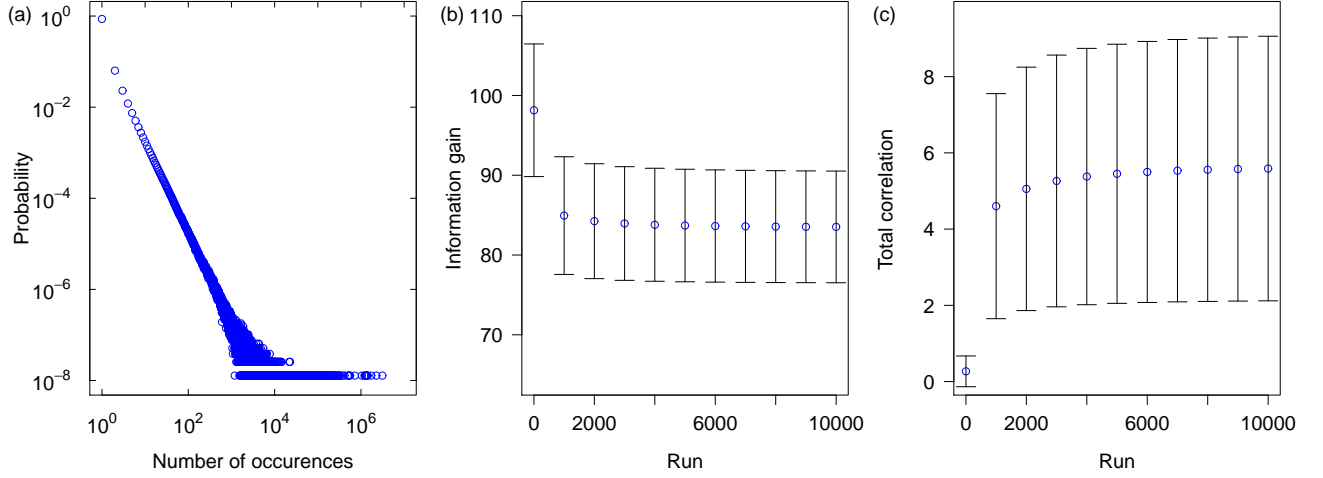 (a)
10^0
10^−2
10^−4
10^−6
10^−8
10^0 10^2 10^4 10^6
Probability
Number of occurences
(b)
110
100
90
80
70
0 2000 6000 10000
Information gain
Run
(c)
8
6
4
2
0
0 2000 6000 10000
Total correlation
Run